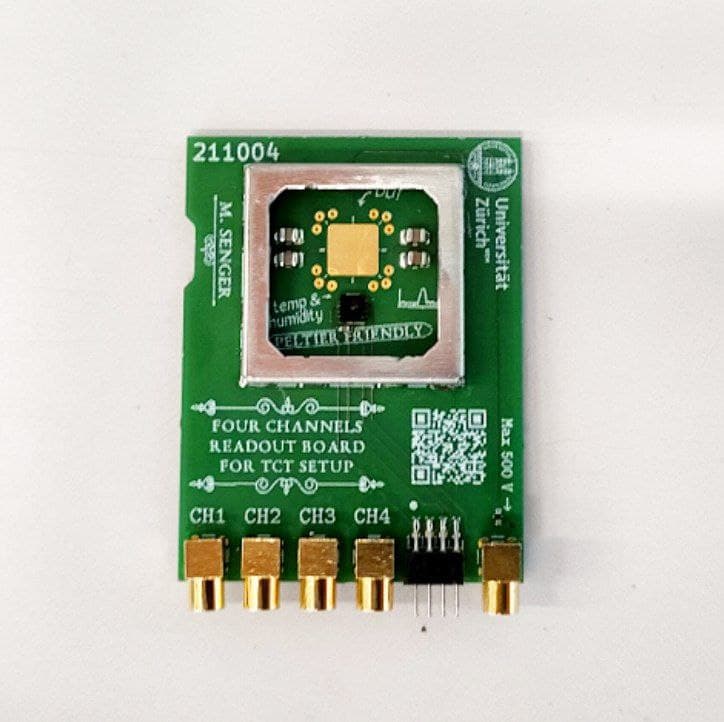 211004
Universität
Zürich
M. SENGER
DUT
temp &
humidity
PELTIER FRIENDLY
FOUR CHANNELS
READOUT BOARD
FOR TCT SETUP
Max 500 V →
CH1 CH2 CH3 CH4